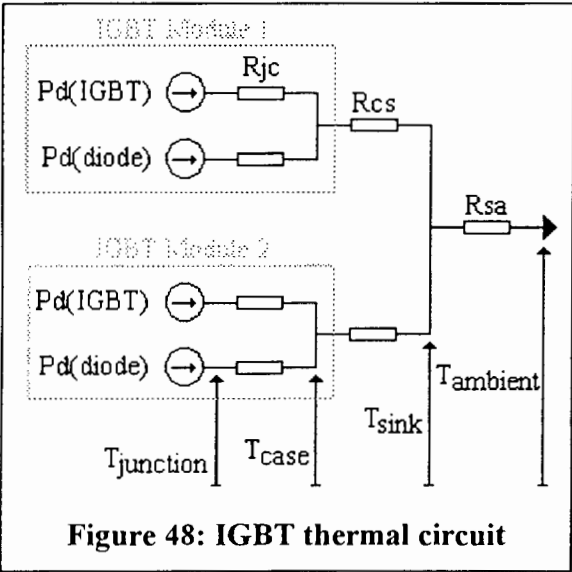 IGBT Module 1
Pd(IGBT)
Rjc
Rcs
Pd(diode)
Rsa
IGBT Module 2
Pd(IGBT)
Pd(diode)
Tjunction
Tcase
Tsink
Tambient
Figure 48: IGBT thermal circuit